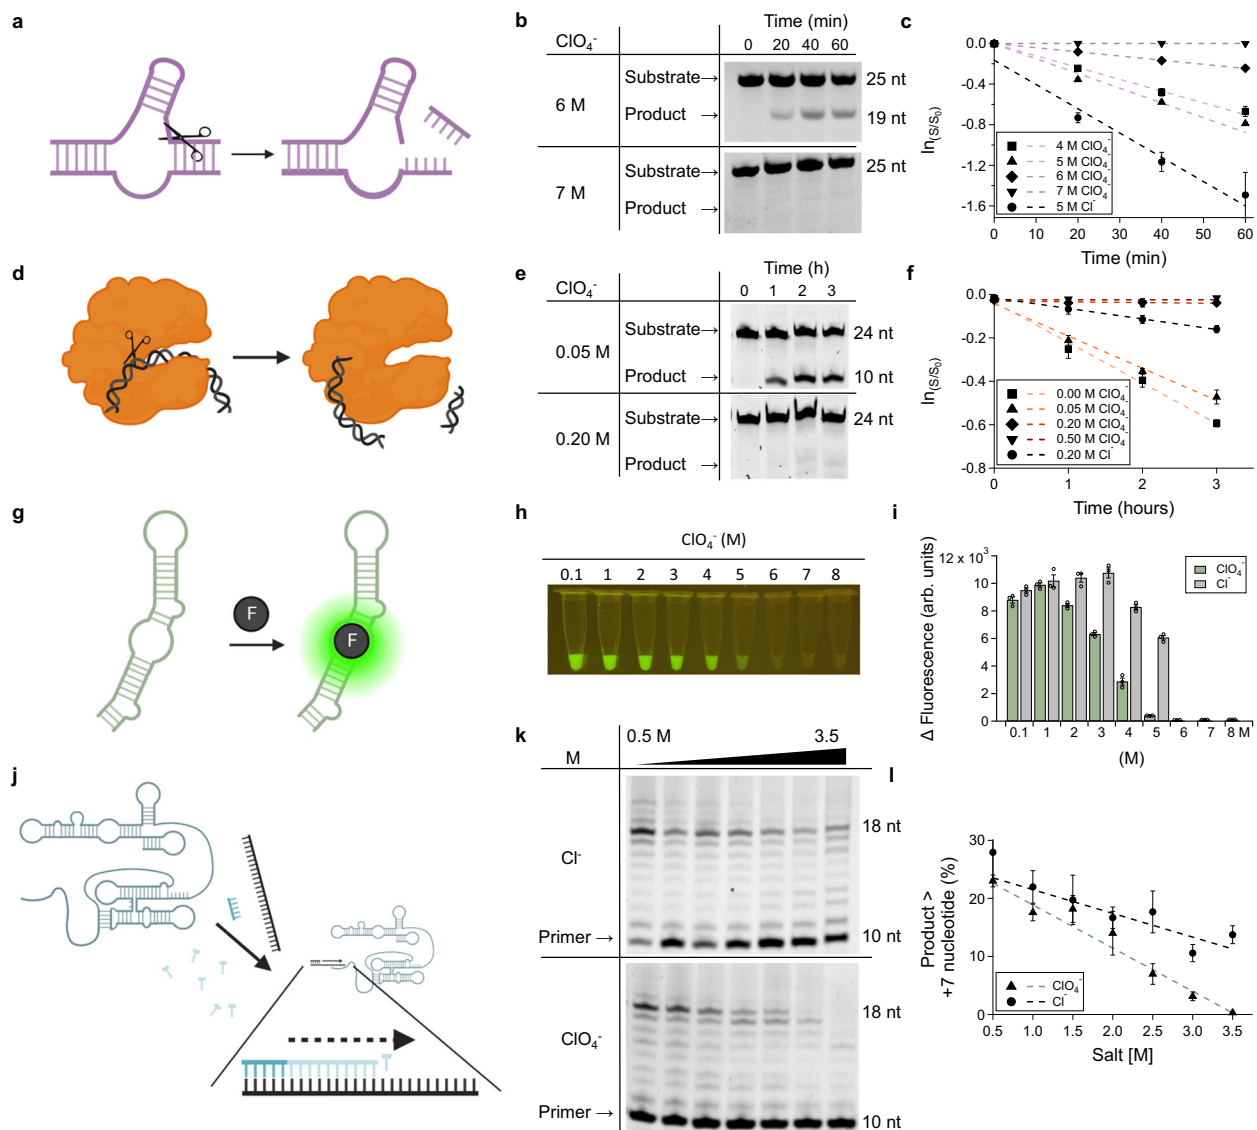 a
b
Time (min)
ClO₄⁻
0 20 40 60
6 M
Substrate→
25 nt
Product →
19 nt
7 M
Substrate→
25 nt
Product →
c
ln(S/S₀)
0.0
-0.4
-0.8
-1.2
-1.6
4 M ClO₄⁻
5 M ClO₄⁻
6 M ClO₄⁻
7 M ClO₄⁻
5 M Cl⁻
0 10 20 30 40 50 60
Time (min)
d
e
Time (h)
ClO₄⁻
0 1 2 3
0.05 M
Substrate→
24 nt
Product →
10 nt
0.20 M
Substrate→
24 nt
Product →
f
ln(S/S₀)
0.0
-0.2
-0.4
-0.6
-0.8
0.00 M ClO₄⁻
0.05 M ClO₄⁻
0.20 M ClO₄⁻
0.50 M ClO₄⁻
0.20 M Cl⁻
0 1 2 3
Time (hours)
g
F
F
h
ClO₄⁻ (M)
0.1 1 2 3 4 5 6 7 8
i
Δ Fluorescence (arb. units)
12 x 10³
10
8
6
4
2
0
ClO₄⁻
Cl⁻
0.1 1 2 3 4 5 6 7 8 M
(M)
j
k
M
0.5 M 3.5
Cl⁻
18 nt
Primer →
10 nt
ClO₄⁻
18 nt
Primer →
10 nt
l
Product >
+7 nucleotide (%)
30
20
10
0
ClO₄⁻
Cl⁻
0.5 1.0 1.5 2.0 2.5 3.0 3.5
Salt [M]